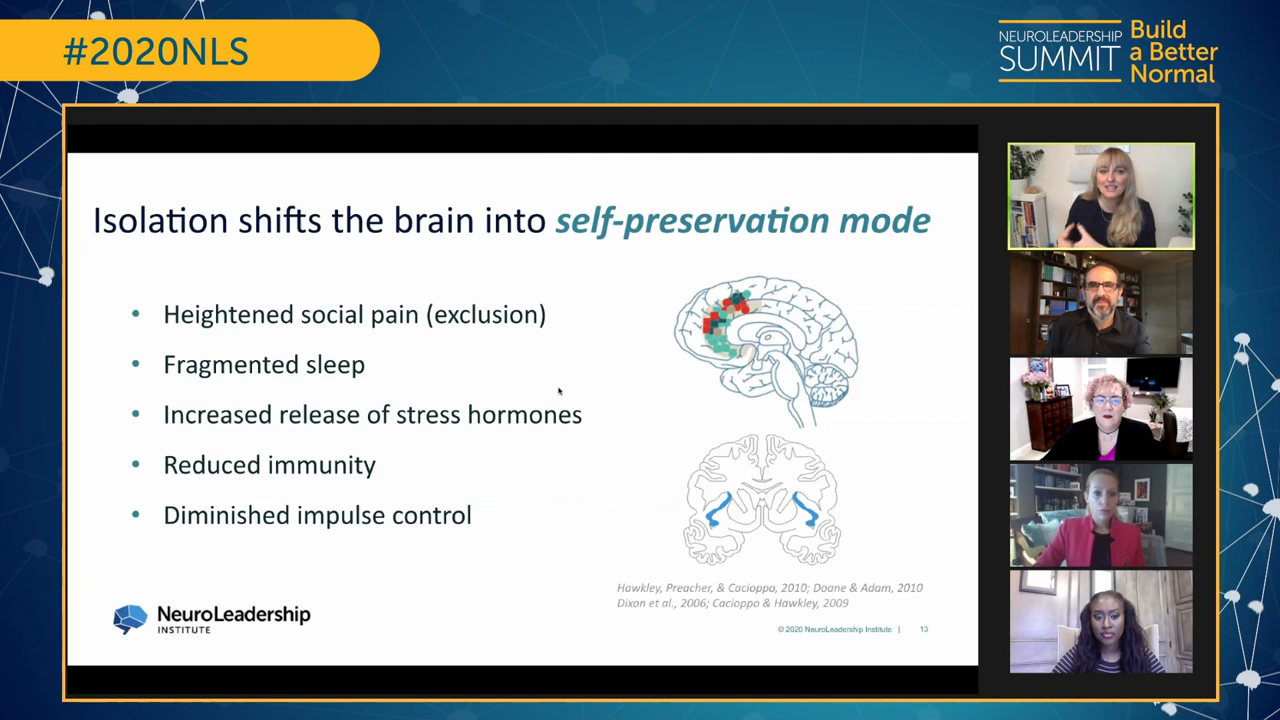 #2020NLS
NEUROLEADERSHIP
SUMMIT
Build
a Better
Normal
Isolation shifts the brain into self-preservation mode
• Heightened social pain (exclusion)
• Fragmented sleep
• Increased release of stress hormones
• Reduced immunity
• Diminished impulse control
Hawkley, Preacher, & Cacioppo, 2010; Doane & Adam, 2010
Dixon et al., 2006; Cacioppo & Hawkley, 2009
NeuroLeadership
INSTITUTE
© 2020 NeuroLeadership Institute | 13